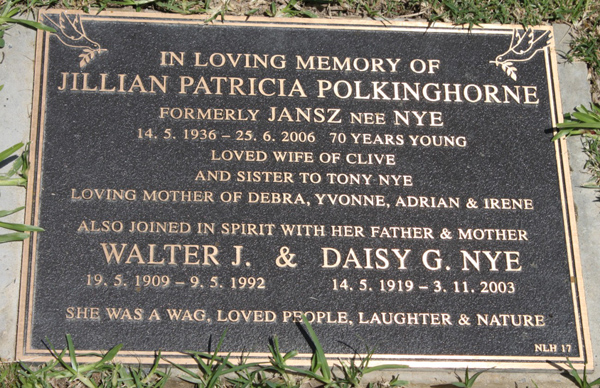 IN LOVING MEMORY OF
JILLIAN PATRICIA POLKINGHORNE
FORMERLY JANSZ NEE NYE
14. 5. 1936 – 25. 6. 2006 70 YEARS YOUNG
LOVED WIFE OF CLIVE
AND SISTER TO TONY NYE
LOVING MOTHER OF DEBRA, YVONNE, ADRIAN & IRENE
ALSO JOINED IN SPIRIT WITH HER FATHER & MOTHER
WALTER J. & DAISY G. NYE
19. 5. 1909 – 9. 5. 1992 14. 5. 1919 – 3. 11. 2003
SHE WAS A WAG, LOVED PEOPLE, LAUGHTER & NATURE
NLH 17